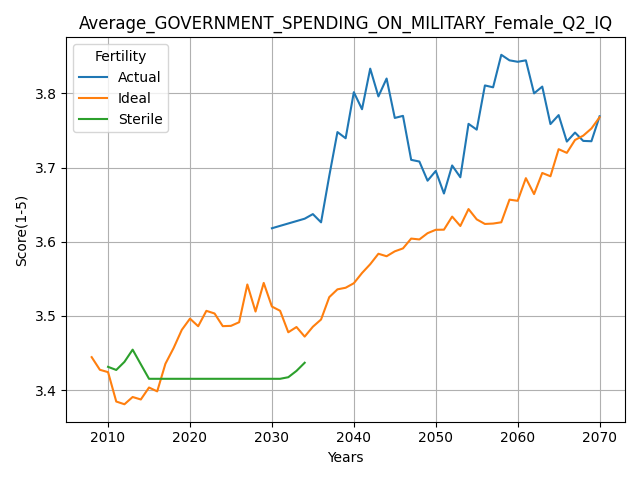 Average_GOVERNMENT_SPENDING_ON_MILITARY_Female_Q2_IQ
Fertility
Actual
Ideal
Sterile
Score(1-5)
3.8
3.7
3.6
3.5
3.4
2010 2020 2030 2040 2050 2060 2070
Years